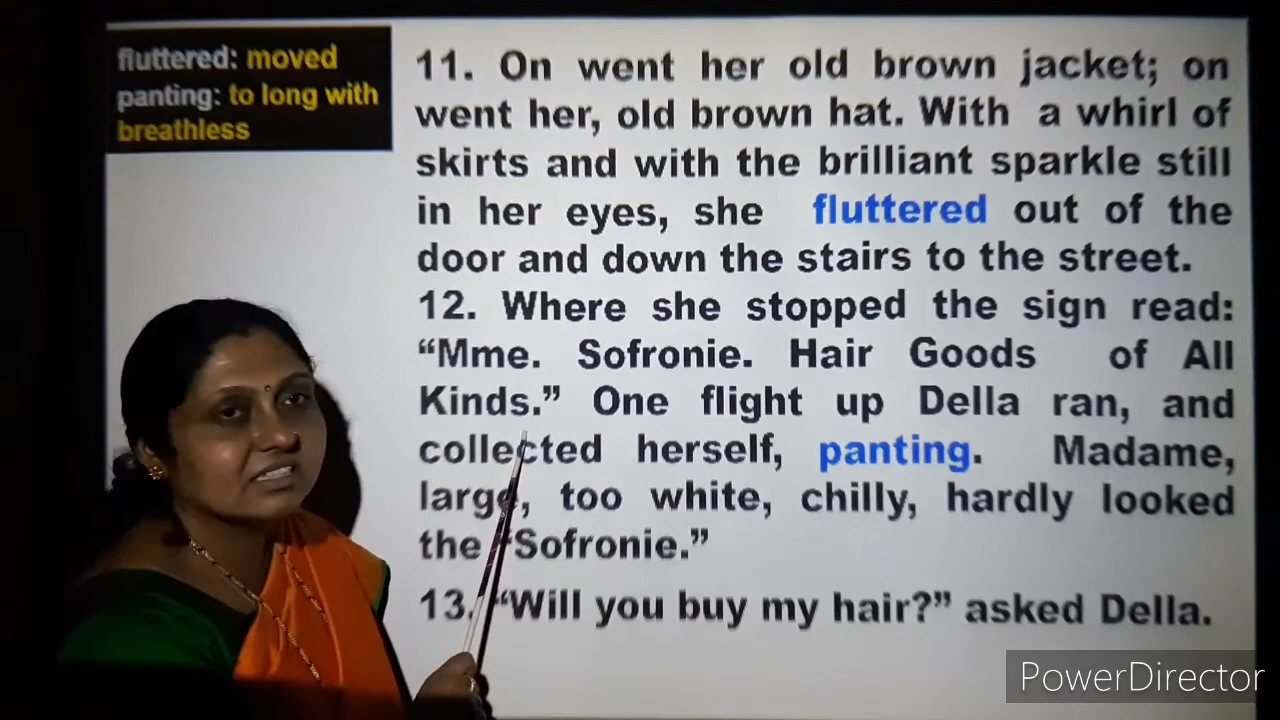 fluttered: moved
panting: to long with
breathless
11. On went her old brown jacket; on
went her, old brown hat. With a whirl of
skirts and with the brilliant sparkle still
in her eyes, she fluttered out of the
door and down the stairs to the street.
12. Where she stopped the sign read:
“Mme. Sofronie. Hair Goods of All
Kinds.” One flight up Della ran, and
collected herself, panting. Madame,
large, too white, chilly, hardly looked
the “Sofronie.”
13. “Will you buy my hair?” asked Della.
PowerDirector